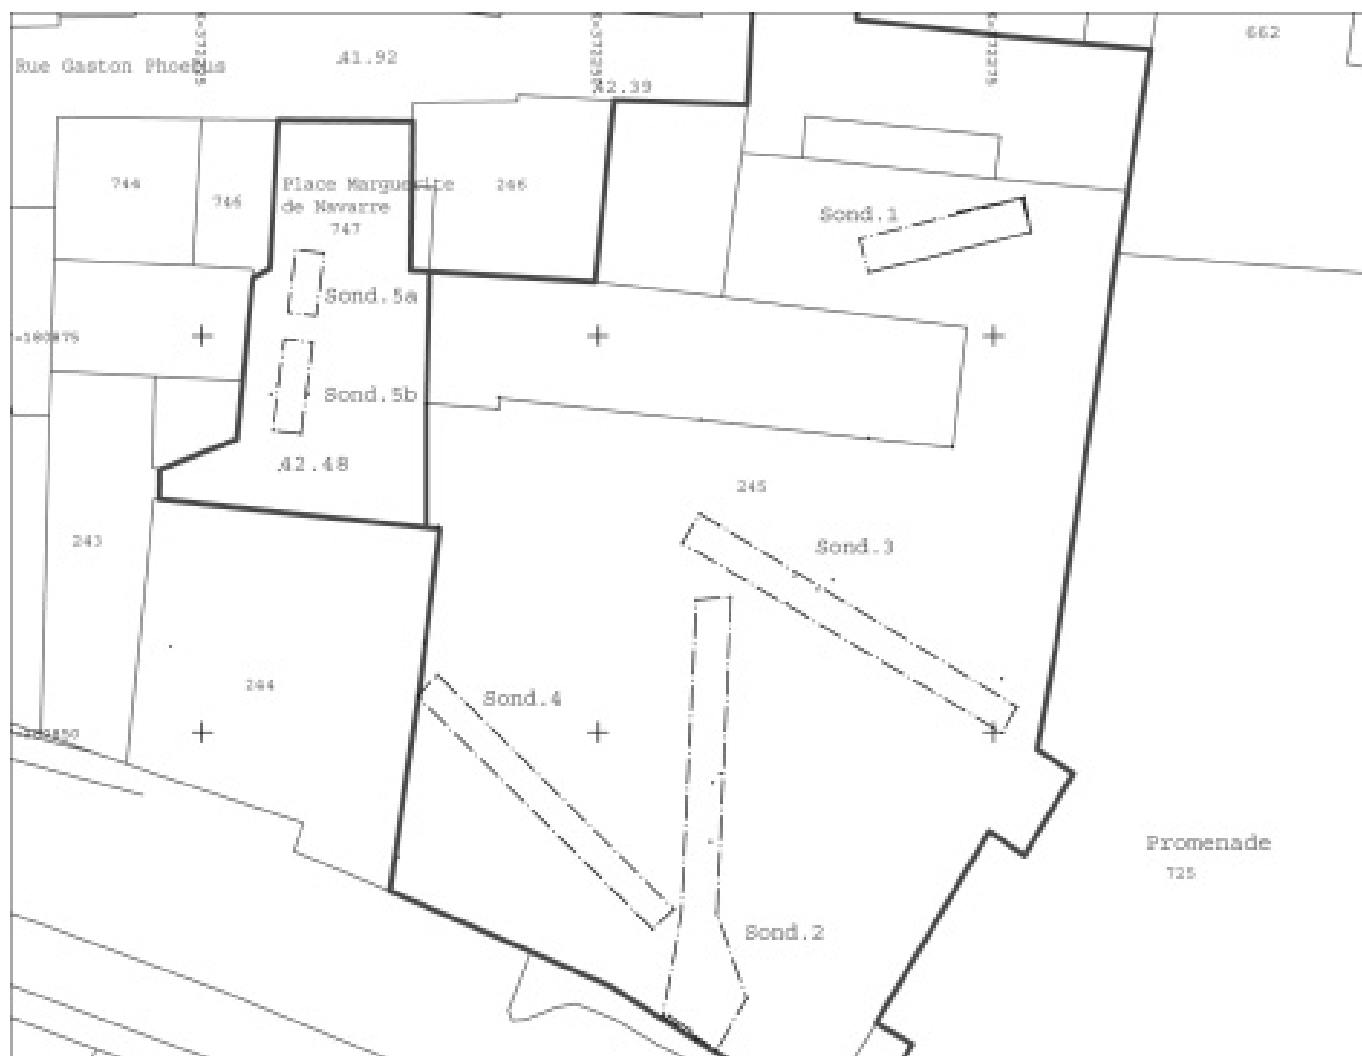 662
41.92
Rue Gaston Phoebus
42.39
744
Place Marguerite
246
746
de Navarre
747
Sond.1
Sond.5a
Sond.5b
42.48
245
243
Sond.3
244
Sond.4
Promenade
725
Sond.2